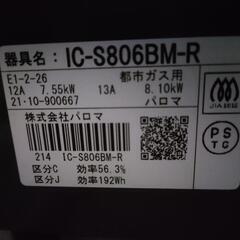 器具名：IC-S806BM-R
E1-2-26 都市ガス用
12A 7.55kW 13A 8.10kW
21·10-900667 パロマ
株式会社パロマ
214 IC-S806BM-R
区分C 効率56.3%
区分J 効率192Wh
JIA認証
PS
TG